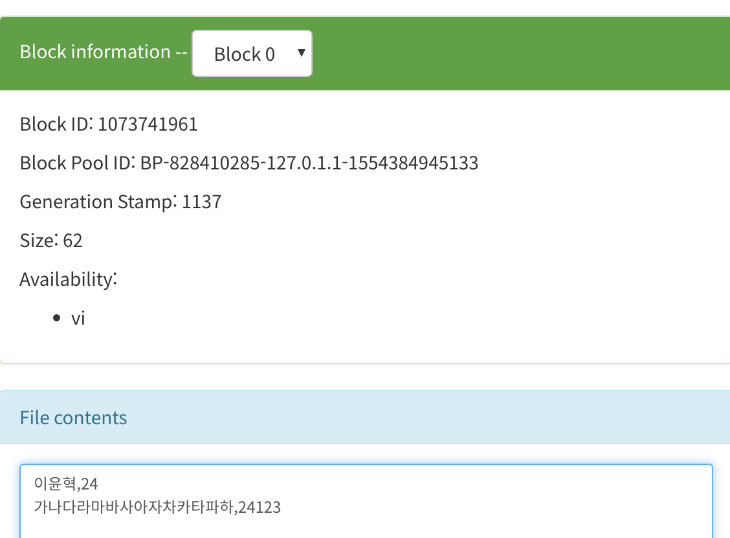 Block information -- Block 0
Block ID: 1073741961
Block Pool ID: BP-828410285-127.0.1.1-1554384945133
Generation Stamp: 1137
Size: 62
Availability:
vi
File contents
이윤혁,24
가나다라마바사아자차카타파하,24123